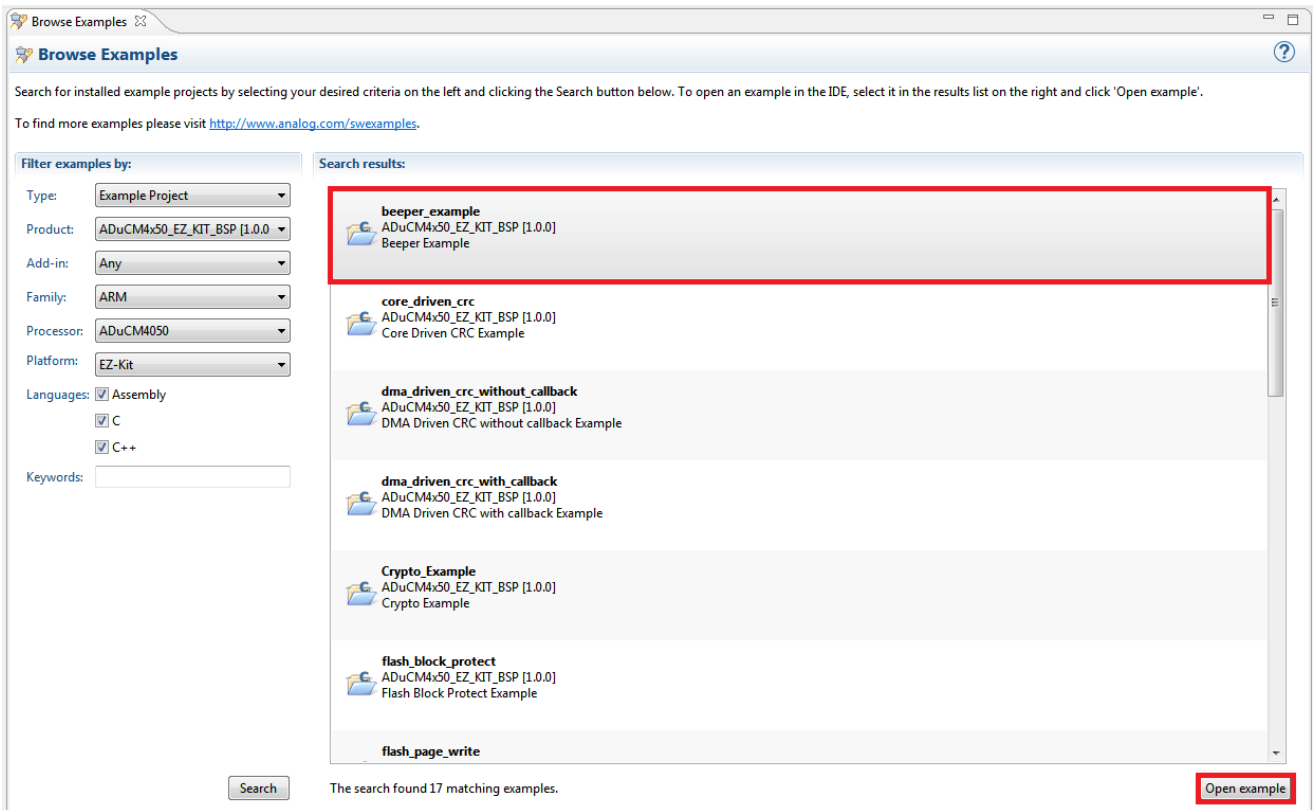 Browse Examples
Browse Examples
Search for installed example projects by selecting your desired criteria on the left and clicking the Search button below. To open an example in the IDE, select it in the results list on the right and click 'Open example'.
To find more examples please visit http://www.analog.com/swexamples.
Filter examples by:
Type: Example Project
Product: ADuCM4x50_EZ_KIT_BSP [1.0.0
Add-in: Any
Family: ARM
Processor: ADuCM4050
Platform: EZ-Kit
Languages: Assembly
C
C++
Keywords:
Search
Search results:
beeper_example
ADuCM4x50_EZ_KIT_BSP [1.0.0]
Beeper Example
core_driven_crc
ADuCM4x50_EZ_KIT_BSP [1.0.0]
Core Driven CRC Example
dma_driven_crc_without_callback
ADuCM4x50_EZ_KIT_BSP [1.0.0]
DMA Driven CRC without callback Example
dma_driven_crc_with_callback
ADuCM4x50_EZ_KIT_BSP [1.0.0]
DMA Driven CRC with callback Example
Crypto_Example
ADuCM4x50_EZ_KIT_BSP [1.0.0]
Crypto Example
flash_block_protect
ADuCM4x50_EZ_KIT_BSP [1.0.0]
Flash Block Protect Example
flash_page_write
The search found 17 matching examples.
Open example